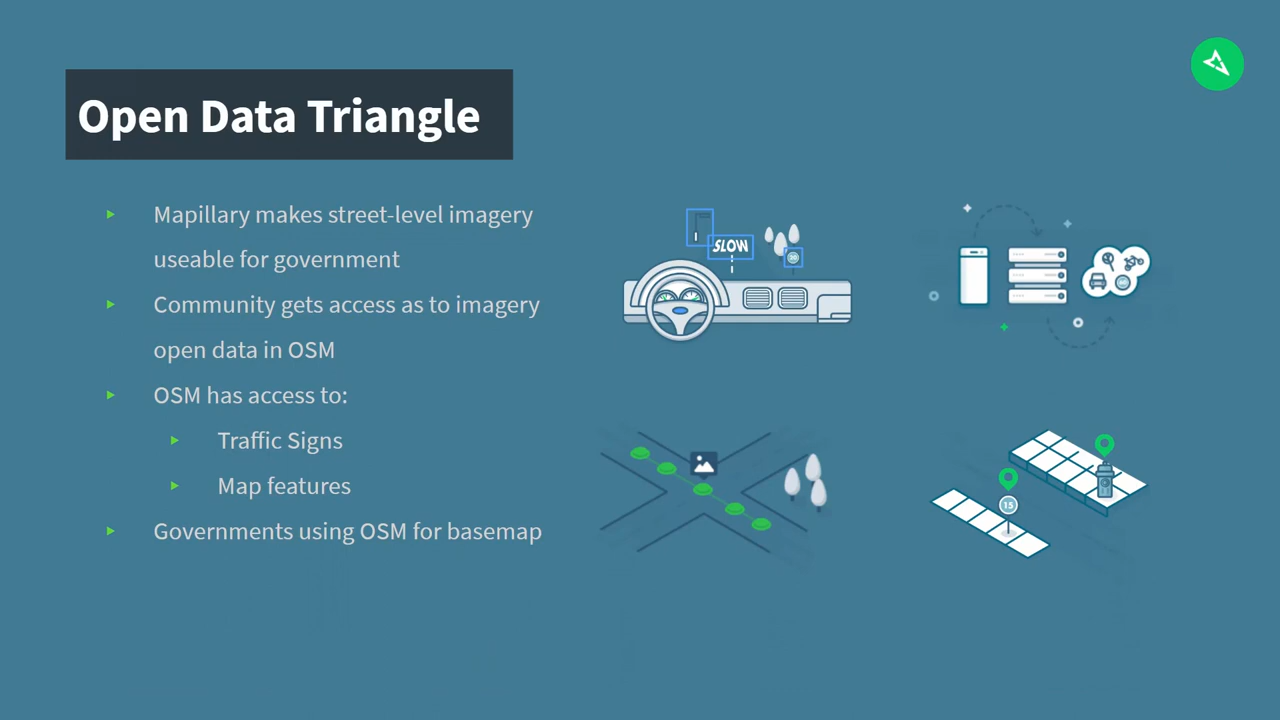 Open Data Triangle
Mapillary makes street-level imagery
useable for government
Community gets access as to imagery
open data in OSM
OSM has access to:
Traffic Signs
Map features
Governments using OSM for basemap
SLOW
15